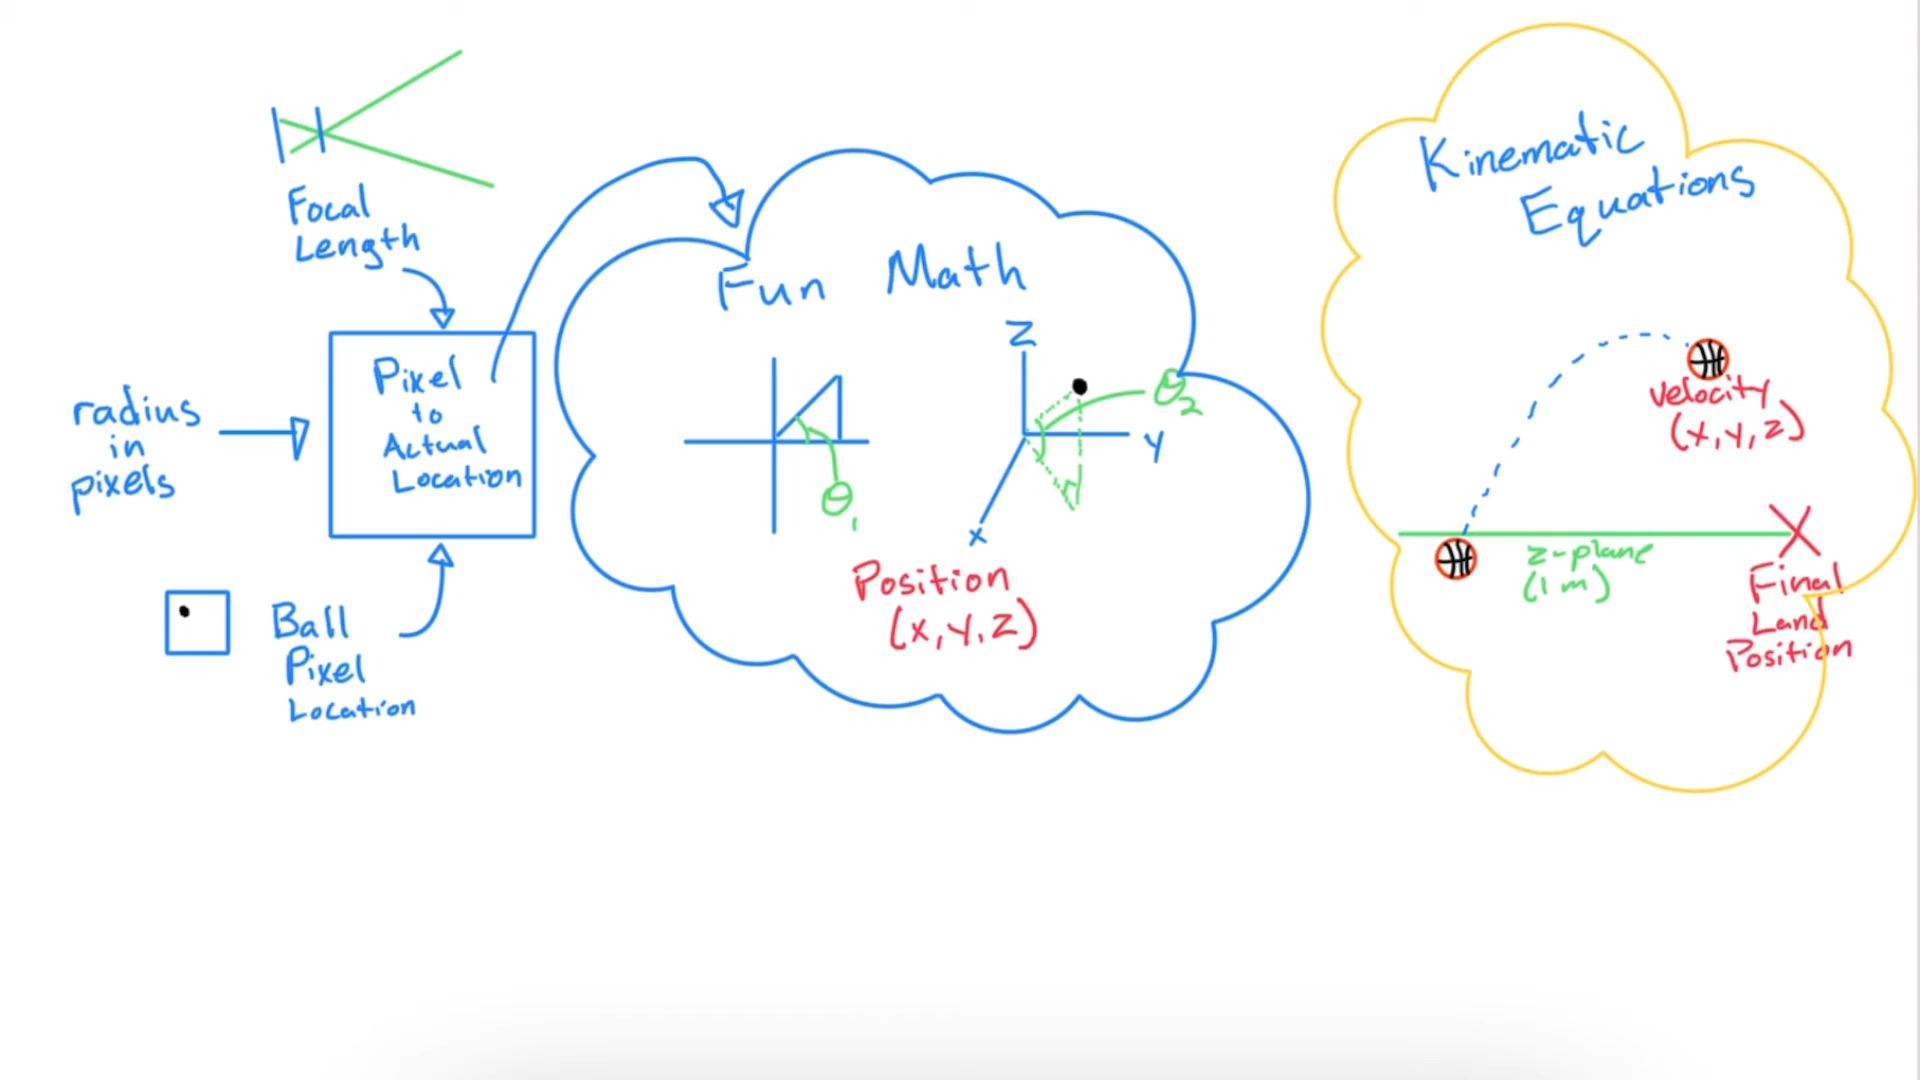 Focal
Length
radius
in
pixels
Pixel
to
Actual
Location
Ball
Pixel
Location
Fun Math
θ₁
Z
Y
x
θ₂
Position
(x,y,z)
Kinematic
Equations
velocity
(x,y,z)
z-plane
(1m)
Final
Land
Position